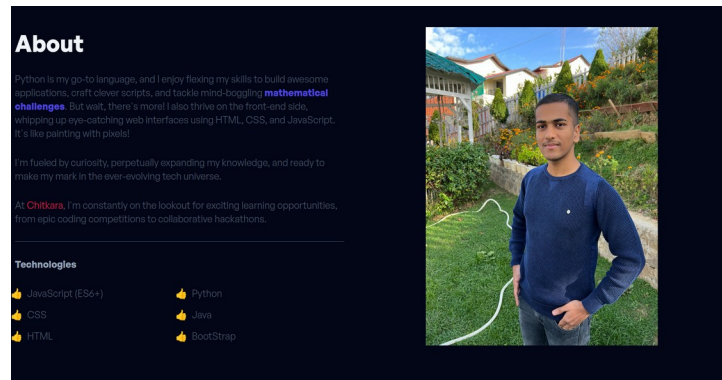 About
Python is my go-to language, and I enjoy flexing my skills to build awesome
applications, craft clever scripts, and tackle mind-boggling mathematical
challenges. But wait, there's more! I also thrive on the front-end side,
whipping up eye-catching web interfaces using HTML, CSS, and JavaScript.
It's like painting with pixels!
I'm fueled by curiosity, perpetually expanding my knowledge, and ready to
make my mark in the ever-evolving tech universe.
At Chitkara, I'm constantly on the lookout for exciting learning opportunities,
from epic coding competitions to collaborative hackathons.
Technologies
👍 JavaScript (ES6+) 👍 Python
👍 CSS 👍 Java
👍 HTML 👍 BootStrap